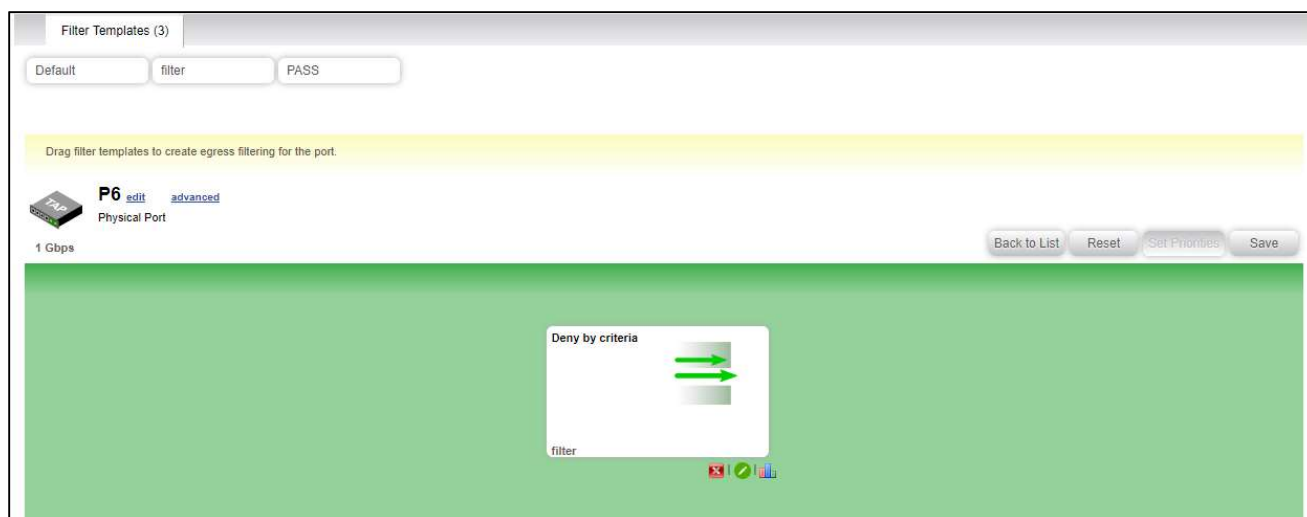 Filter Templates (3)
Default filter PASS
Drag filter templates to create egress filtering for the port.
TAP
P6 edit advanced
Physical Port
1 Gbps
Back to List Reset Set Priorities Save
Deny by criteria
filter